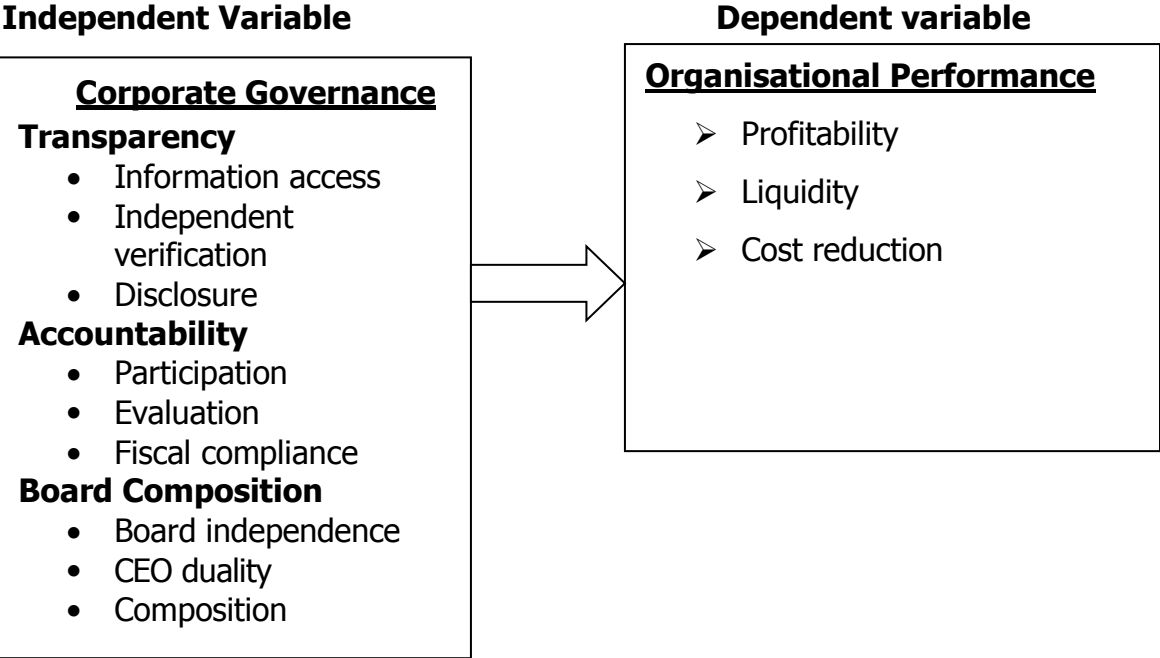 Independent Variable
Dependent variable
Corporate Governance
Transparency
• Information access
• Independent
verification
• Disclosure
Accountability
• Participation
• Evaluation
• Fiscal compliance
Board Composition
• Board independence
• CEO duality
• Composition
Organisational Performance
➢ Profitability
➢ Liquidity
➢ Cost reduction